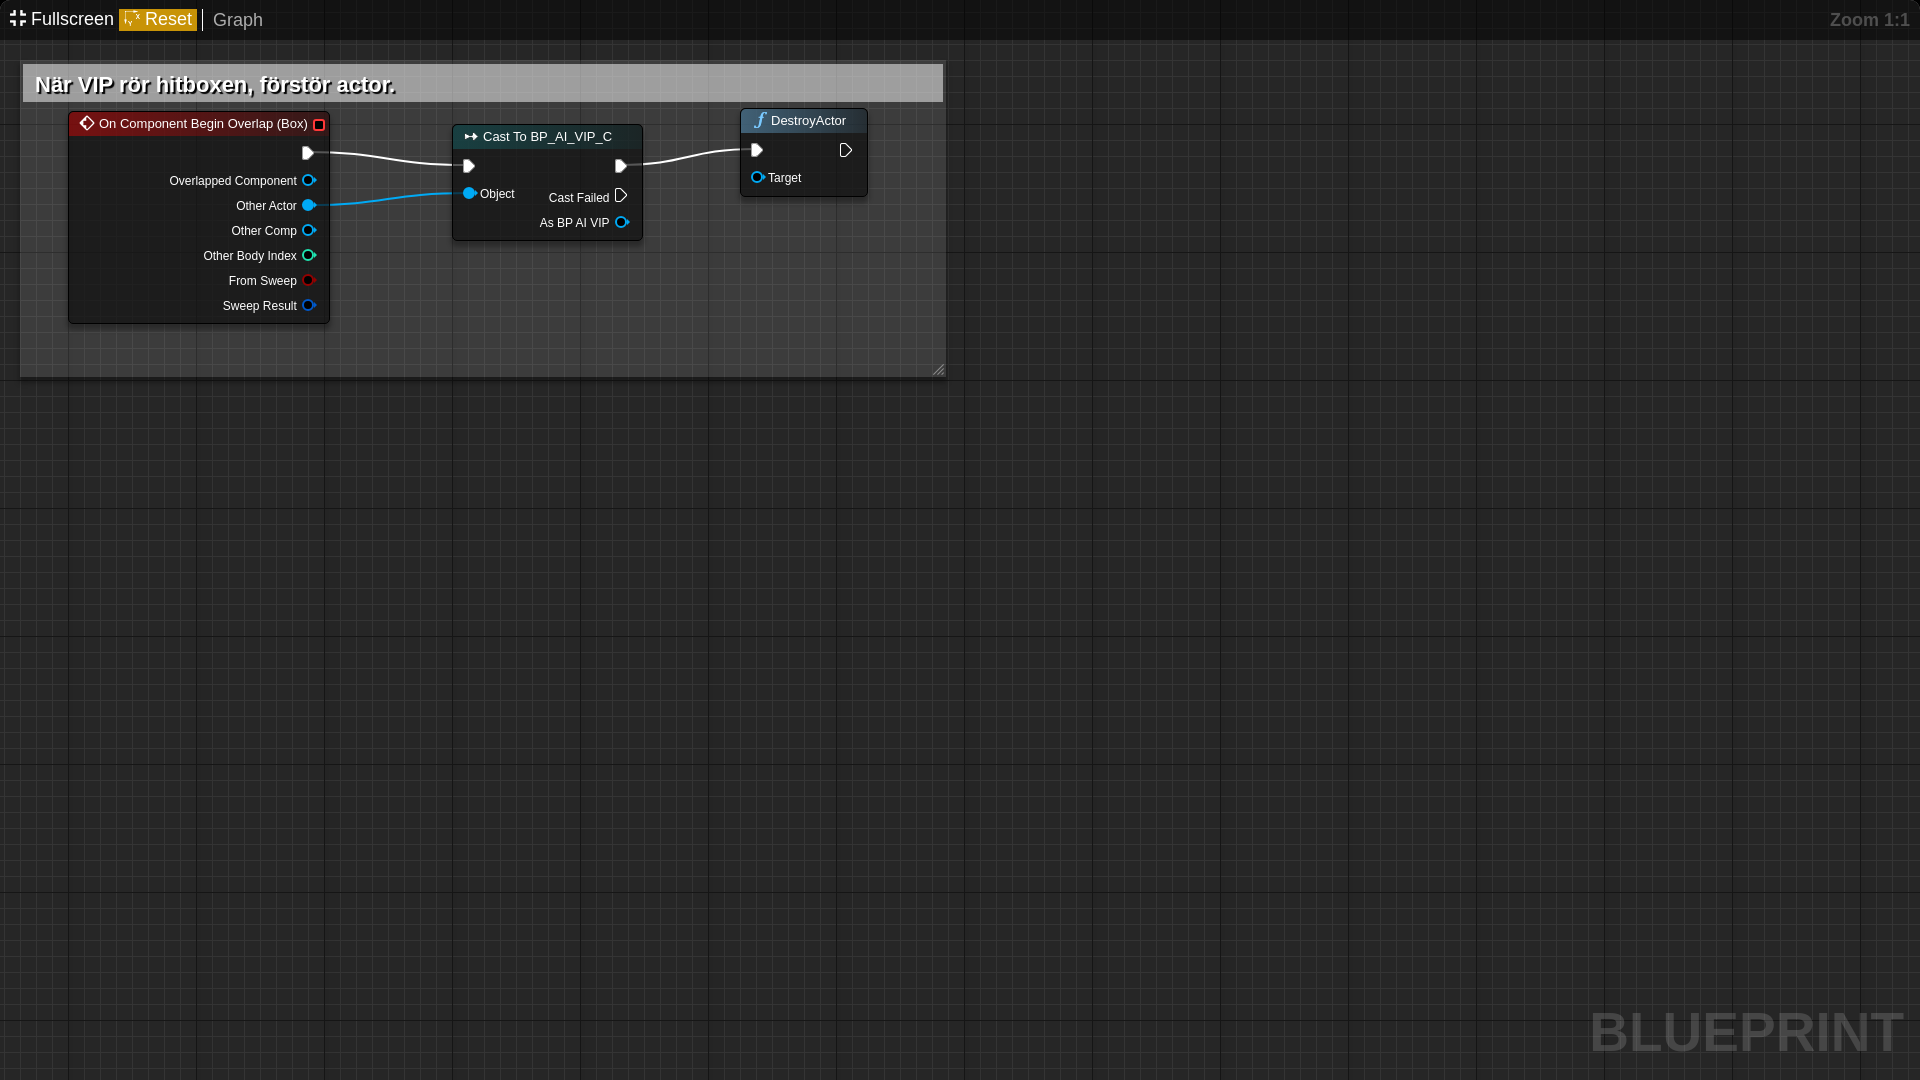 Fullscreen Reset Graph Zoom 1:1
När VIP rör hitboxen, förstör actor.
On Component Begin Overlap (Box)
Overlapped Component
Other Actor
Other Comp
Other Body Index
From Sweep
Sweep Result
Cast To BP_AI_VIP_C
Object
Cast Failed
As BP AI VIP
DestroyActor
Target
BLUEPRINT